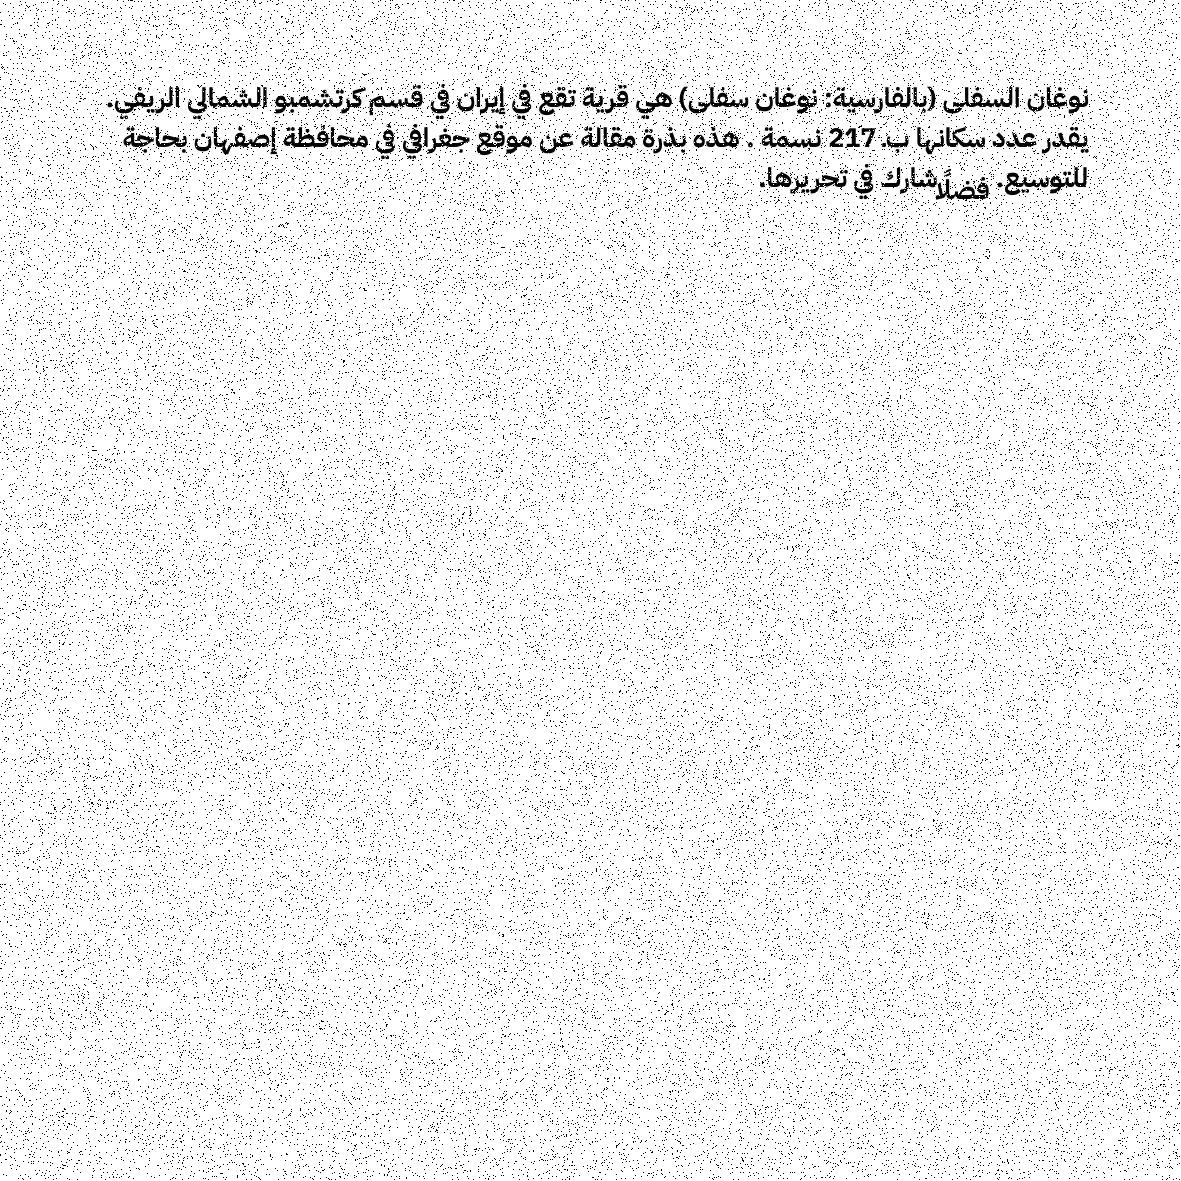 نوغان السفلى (بالفارسية: نوغان سفلى) هي قرية تقع في إيران في قسم كرتشمبو الشمالي الريفي.
يقدر عدد سكانها ب 217 نسمة . هذه بذرة مقالة عن موقع جغرافي في محافظة إصفهان بحاجة
للتوسيع. فضلًا شارك في تحريرها.